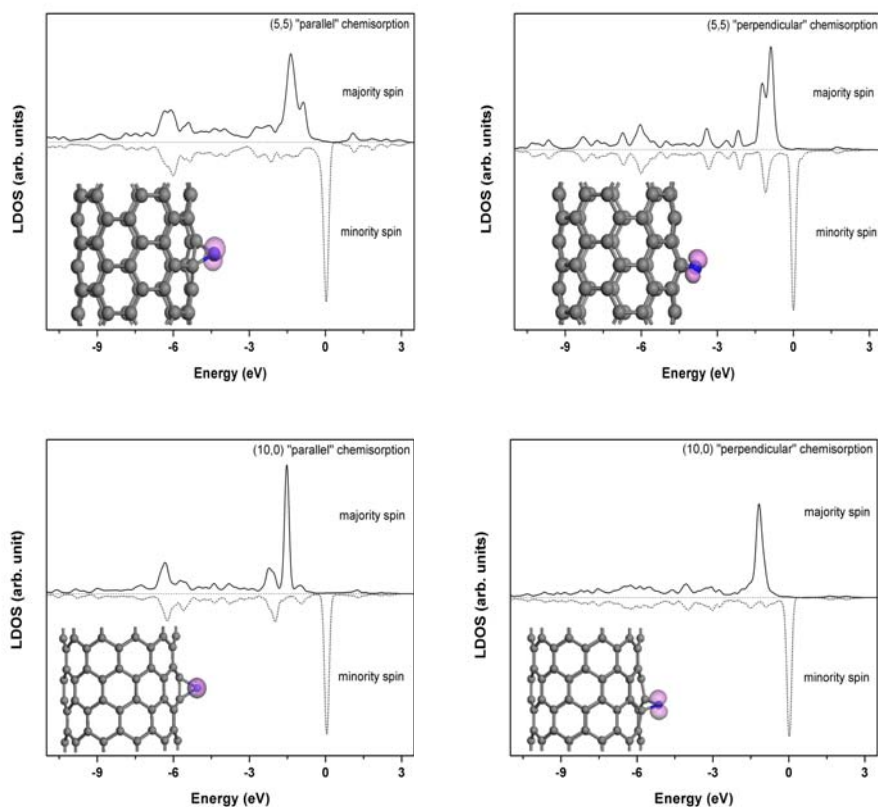 (5,5) "parallel" chemisorption
majority spin
LDOS (arb. units)
minority spin
-9 -6 -3 0 3
Energy (eV)
(5,5) "perpendicular" chemisorption
majority spin
LDOS (arb. units)
minority spin
-9 -6 -3 0 3
Energy (eV)
(10,0) "parallel" chemisorption
majority spin
LDOS (arb. unit)
minority spin
-9 -6 -3 0 3
Energy (eV)
(10,0) "perpendicular" chemisorption
majority spin
LDOS (arb. units)
minority spin
-9 -6 -3 0 3
Energy (eV)